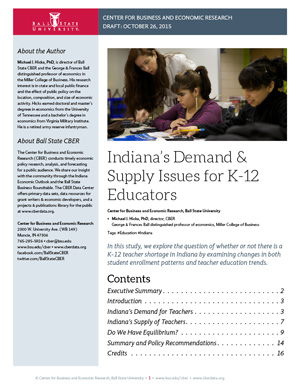 BALL STATE
UNIVERSITY.
CENTER FOR BUSINESS AND ECONOMIC RESEARCH
DRAFT: OCTOBER 26, 2015
About the Author
Michael J. Hicks, PhD, is director of Ball
State CBER and the George & Frances Ball
distinguished professor of economics in
the Miller College of Business. His research
interest is in state and local public finance
and the effect of public policy on the
location, composition, and size of economic
activity. Hicks earned doctoral and master's
degrees in economics from the University
of Tennessee and a bachelor's degree in
economics from Virginia Military Institute.
He is a retired army reserve infantryman.
About Ball State CBER
The Center for Business and Economic
Research (CBER) conducts timely economic
policy research, analysis, and forecasting
for a public audience. We share our insight
with the community through the Indiana
Economic Outlook and the Ball State
Business Roundtable. The CBER Data Center
offers primary data sets, data resources for
grant writers & economic developers, and a
projects & publications library for the public
at www.cberdata.org.
Center for Business and Economic Research
2000 W. University Ave. (WB 149)
Muncie, IN 47306
765-285-5926 • cber@bsu.edu
www.bsu.edu/cber • www.cberdata.org
facebook.com/BallStateCBER
twitter.com/BallStateCBER
Indiana's Demand &
Supply Issues for K-12
Educators
Center for Business and Economic Research, Ball State University
• Michael J. Hicks, PhD, director, CBER
George & Frances Ball distinguished professor of economics, Miller College of Business
Tags: #Education #Indiana
In this study, we explore the question of whether or not there is a
K-12 teacher shortage in Indiana by examining changes in both
student enrollment patterns and teacher education trends.
Contents
Executive Summary . . . . . . . . . . . . . . . . . . . . . 2
Introduction . . . . . . . . . . . . . . . . . . . . . . . . 3
Indiana's Demand for Teachers . . . . . . . . . . . . . . . 3
Indiana's Supply of Teachers. . . . . . . . . . . . . . . . 7
Do We Have Equilibrium? . . . . . . . . . . . . . . . . . . 9
Summary and Policy Recommendations . . . . . . . . . . . . 14
Credits . . . . . . . . . . . . . . . . . . . . . . . . . . 16
© Center for Business and Economic Research, Ball State University • 1 • www.bsu.edu/cber • www.cberdata.org